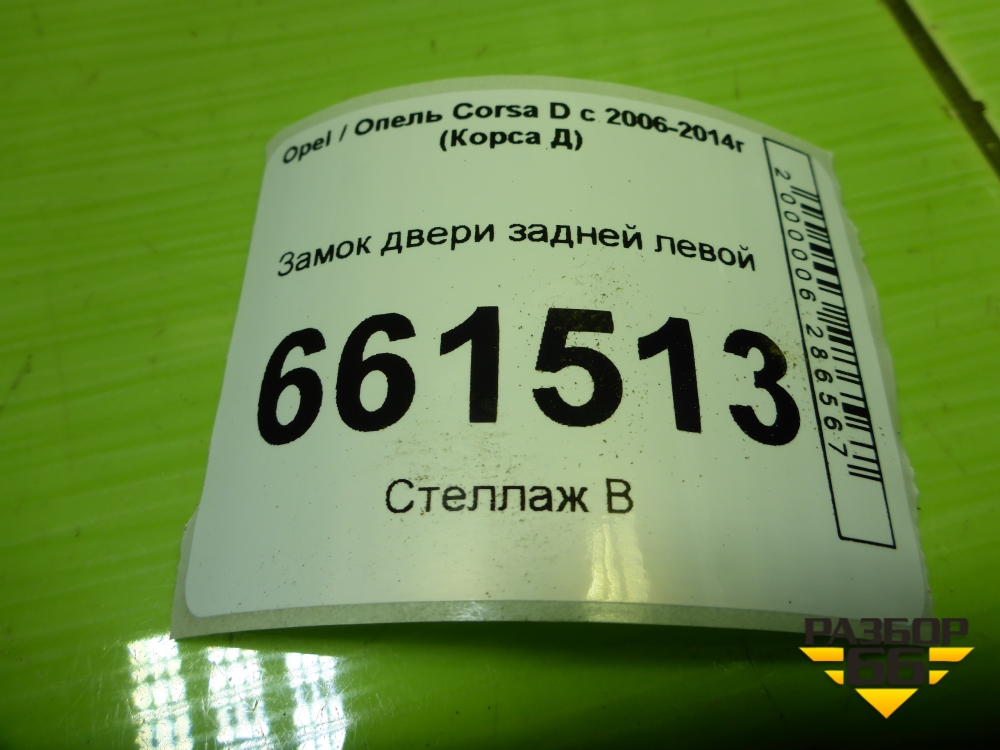 Opel / Опель Corsa D с 2006-2014г
(Корса Д)
Замок двери задней левой
661513
Стеллаж В
2000006286567
РАЗБОР
66